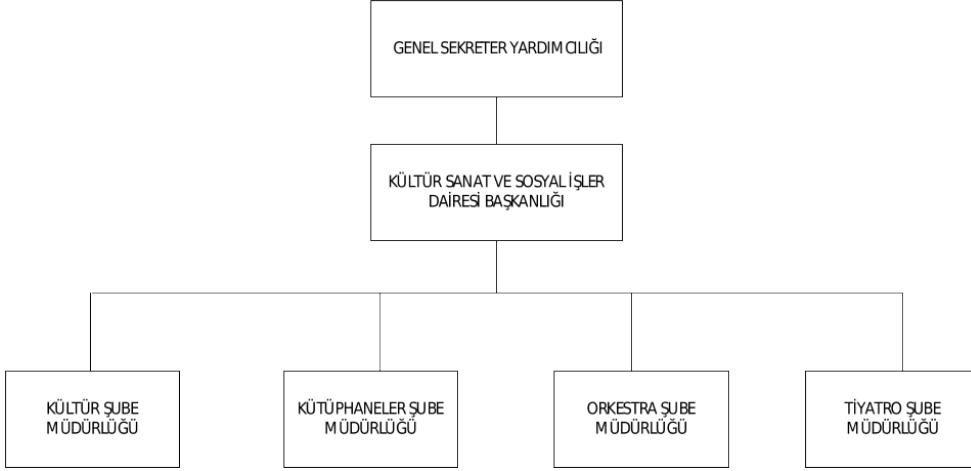 GENEL SEKRETER YARDIMCILIĞI
KÜLTÜR SANAT VE SOSYAL İŞLER
DAİRESİ BAŞKANLIĞI
KÜLTÜR ŞUBE
MÜDÜRLÜĞÜ
KÜTÜPHANELER ŞUBE
MÜDÜRLÜĞÜ
ORKESTRA ŞUBE
MÜDÜRLÜĞÜ
TİYATRO ŞUBE
MÜDÜRLÜĞÜ